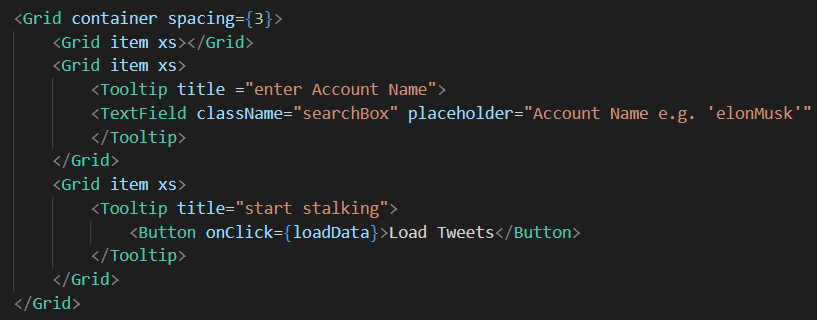 <Grid container spacing={3}>
<Grid item xs></Grid>
<Grid item xs>
<Tooltip title ="enter Account Name">
<TextField className="searchBox" placeholder="Account Name e.g. 'elonMusk'"
</Tooltip>
</Grid>
<Grid item xs>
<Tooltip title="start stalking">
<Button onClick={loadData}>Load Tweets</Button>
</Tooltip>
</Grid>
</Grid>